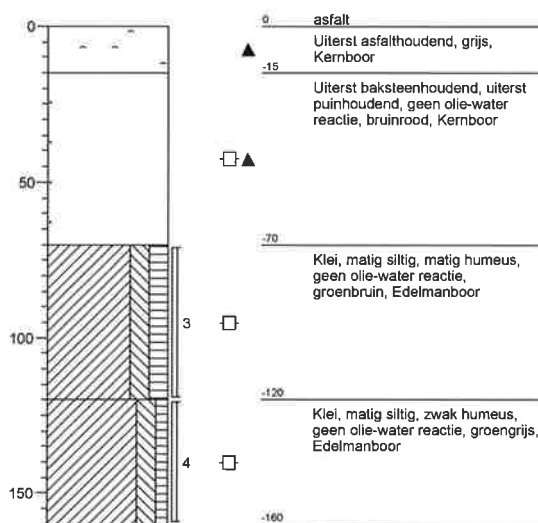 0
50
100
150
3
4
0
asfalt
Uiterst asfalthoudend, grijs,
Kernboor
-15
Uiterst baksteenhoudend, uiterst
puinhoudend, geen olie-water
reactie, bruinrood, Kernboor
-70
Klei, matig siltig, matig humeus,
geen olie-water reactie,
groenbruin, Edelmanboor
-120
Klei, matig siltig, zwak humeus,
geen olie-water reactie, groengrijs,
Edelmanboor
-160